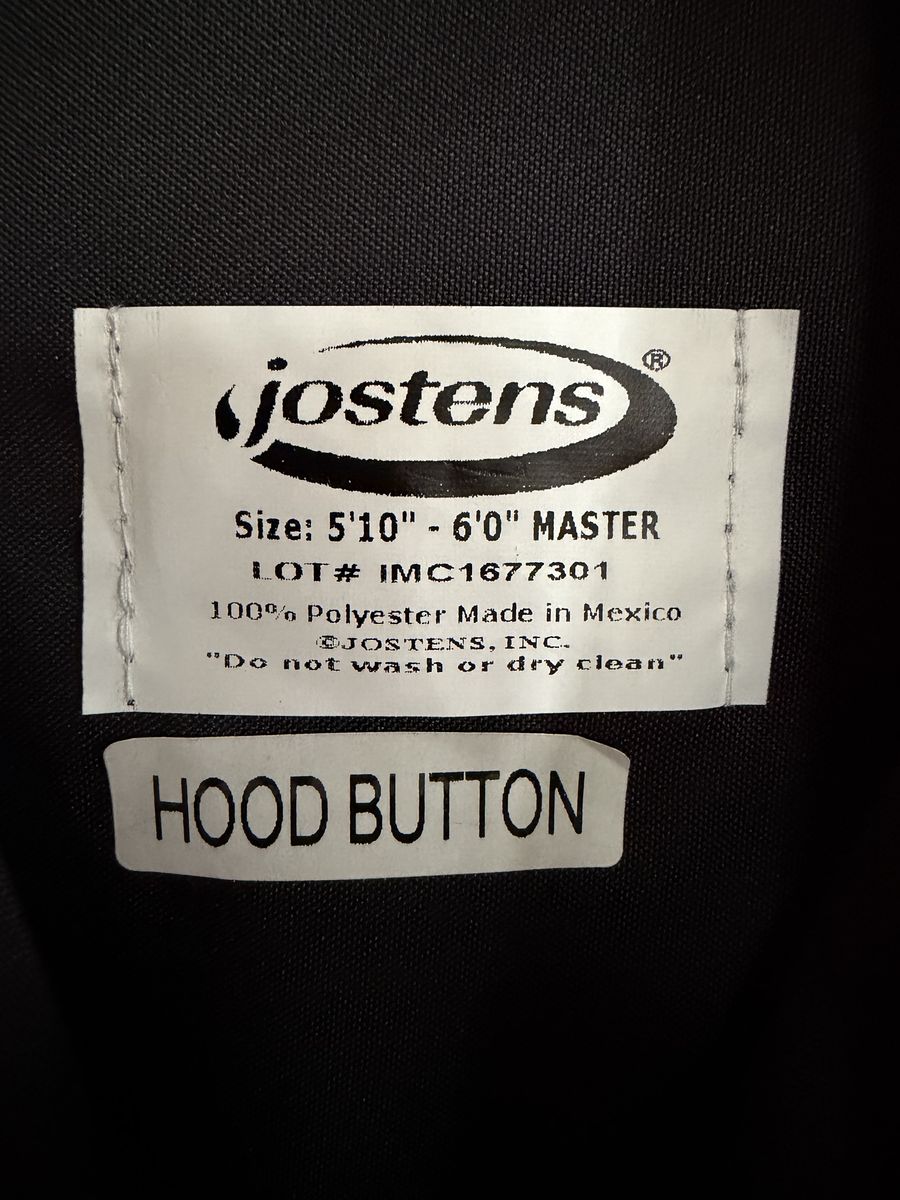 jostens®
Size: 5'10" - 6'0" MASTER
LOT# IMC1677301
100% Polyester Made in Mexico
©JOSTENS, INC.
"Do not wash or dry clean"
HOOD BUTTON